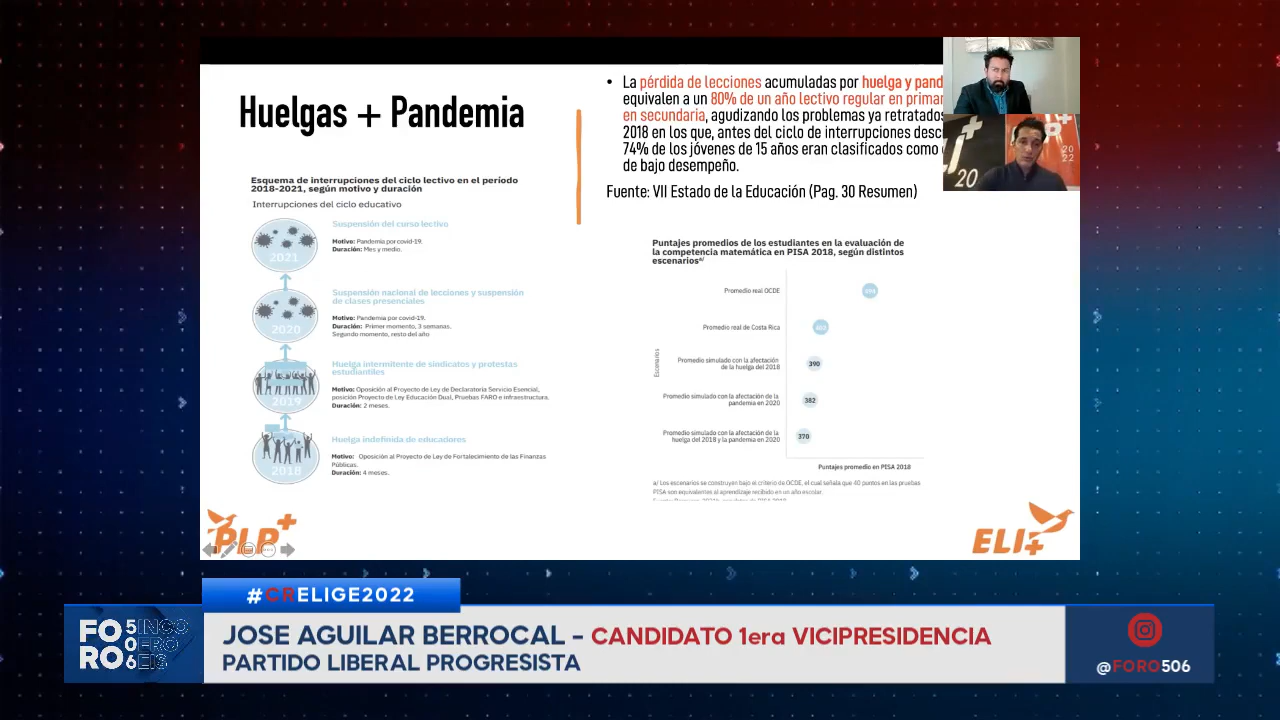 Huelgas + Pandemia
Esquema de interrupciones del ciclo lectivo en el período
2018-2021, según motivo y duración
Interrupciones del ciclo educativo
2021
Suspensión del curso lectivo
Motivo: Pandemia por covid-19.
Duración: Mes y medio.
2020
Suspensión nacional de lecciones y suspensión
de clases presenciales
Motivo: Pandemia por covid-19.
Duración: Primer momento, 3 semanas.
Segundo momento, resto del año
2019
Huelga intermitente de sindicatos y protestas
estudiantiles
Motivo: Oposición al Proyecto de Ley de Declaratoria Servicio Esencial,
posición Proyecto de Ley Educación Dual, Pruebas FARO e infraestructura.
Duración: 2 meses.
2018
Huelga indefinida de educadores
Motivo: Oposición al Proyecto de Ley de Fortalecimiento de las Finanzas
Públicas.
Duración: 4 meses.
PLP+
• La pérdida de lecciones acumuladas por huelga y pand
equivalen a un 80% de un año lectivo regular en primar
en secundaria, agudizando los problemas ya retratados
2018 en los que, antes del ciclo de interrupciones desc
74% de los jóvenes de 15 años eran clasificados como
de bajo desempeño.
Fuente: VII Estado de la Educación (Pag. 30 Resumen)
Puntajes promedios de los estudiantes en la evaluación de
la competencia matemática en PISA 2018, según distintos
escenarios a/
Escenarios
Promedio real OCDE
Promedio real de Costa Rica
Promedio simulado con la afectación
de la huelga del 2018
390
Promedio simulado con la afectación de la
pandemia en 2020
382
Promedio simulado con la afectación de la
huelga del 2018 y la pandemia en 2020
370
Puntajes promedio en PISA 2018
a/ Los escenarios se construyen bajo el criterio de OCDE, el cual señala que 40 puntos en las pruebas
PISA son equivalentes al aprendizaje recibido en un año escolar.
ELI+
20
20
22
#CRELIGE2022
FORO
506
JOSE AGUILAR BERROCAL - CANDIDATO 1era VICIPRESIDENCIA
PARTIDO LIBERAL PROGRESISTA
@FORO506